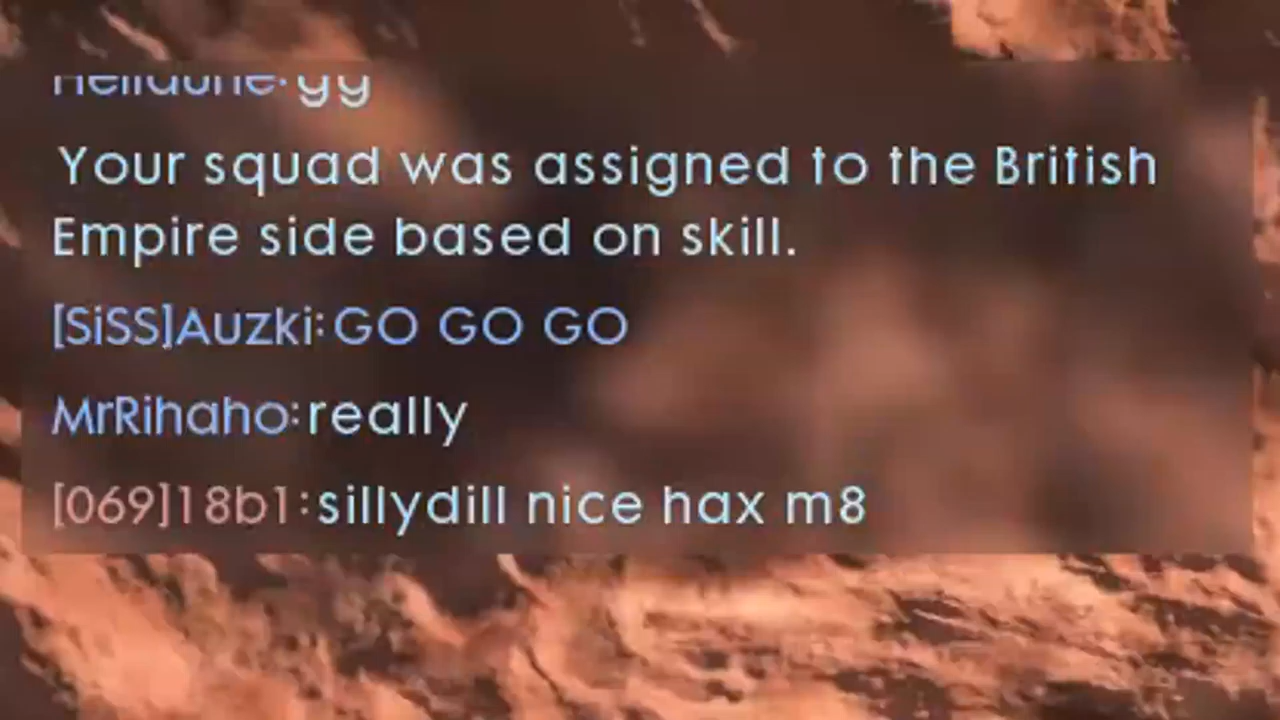 gg
Your squad was assigned to the British
Empire side based on skill.
[SiSS]Auzki:GO GO GO
MrRihaho:really
[069]18b1:sillydill nice hax m8